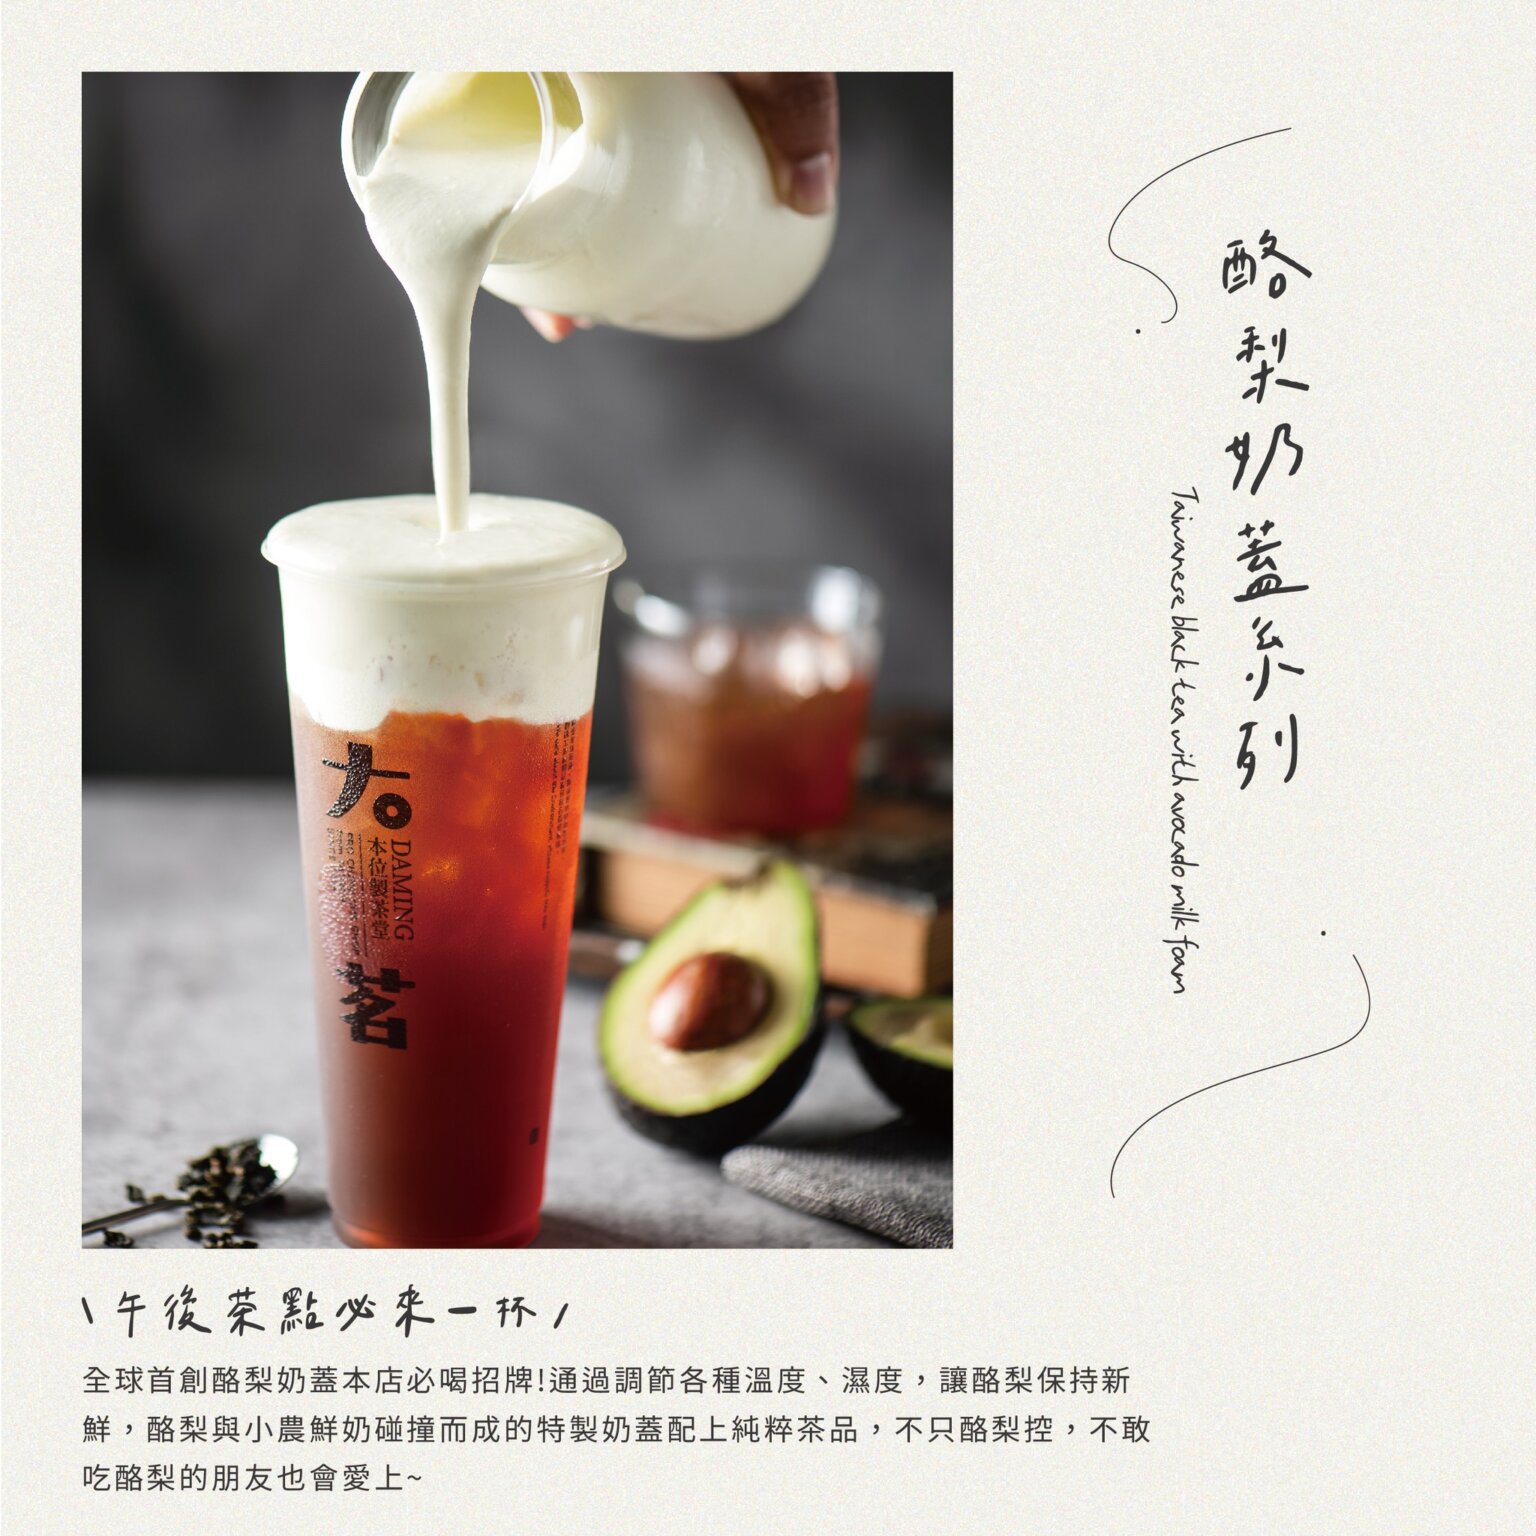 酪梨奶蓋系列
Taiwanese black tea with avocado milk foam
大茗
本位製茶堂
DAMING
\ 午後茶點必來一杯 /
全球首創酪梨奶蓋本店必喝招牌!通過調節各種溫度、濕度，讓酪梨保持新
鮮，酪梨與小農鮮奶碰撞而成的特製奶蓋配上純粹茶品，不只酪梨控，不敢
吃酪梨的朋友也會愛上~